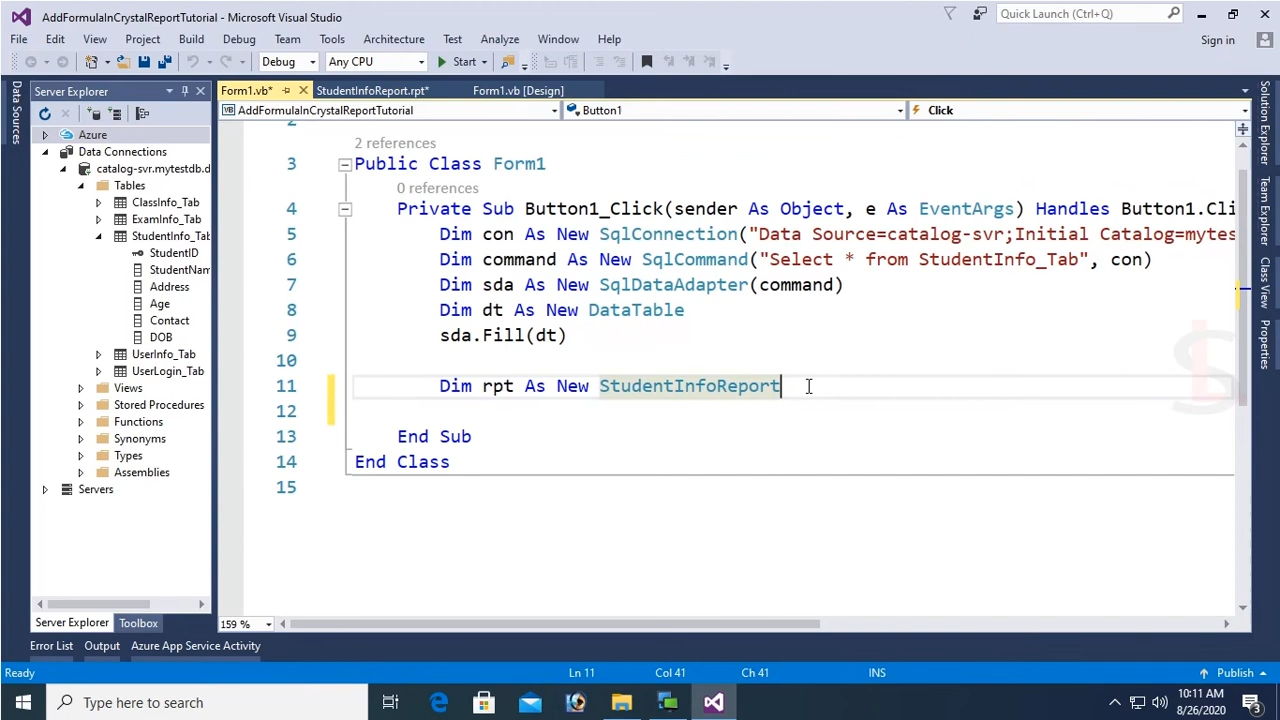 AddFormulaInCrystalReportTutorial - Microsoft Visual Studio
Quick Launch (Ctrl+Q)
File Edit View Project Build Debug Team Tools Architecture Test Analyze Window Help
Sign in
Debug Any CPU Start
Data Sources
Server Explorer
Azure
Data Connections
catalog-svr.mytestdb.d
Tables
ClassInfo_Tab
ExamInfo_Tab
StudentInfo_Tab
StudentID
StudentNam
Address
Age
Contact
DOB
UserInfo_Tab
UserLogin_Tab
Views
Stored Procedures
Functions
Synonyms
Types
Assemblies
Servers
Server Explorer Toolbox
Form1.vb* StudentInfoReport.rpt* Form1.vb [Design]
AddFormulaInCrystalReportTutorial Button1 Click
2
2 references
3 Public Class Form1
0 references
4 Private Sub Button1_Click(sender As Object, e As EventArgs) Handles Button1.Cli
5 Dim con As New SqlConnection("Data Source=catalog-svr;Initial Catalog=mytes
6 Dim command As New SqlCommand("Select * from StudentInfo_Tab", con)
7 Dim sda As New SqlDataAdapter(command)
8 Dim dt As New DataTable
9 sda.Fill(dt)
10
11 Dim rpt As New StudentInfoReport
12
13 End Sub
14 End Class
15
159 %
Solution Explorer
Team Explorer
Class View
Properties
Error List Output Azure App Service Activity
Ready Ln 11 Col 41 Ch 41 INS Publish
Type here to search
10:11 AM
8/26/2020
3